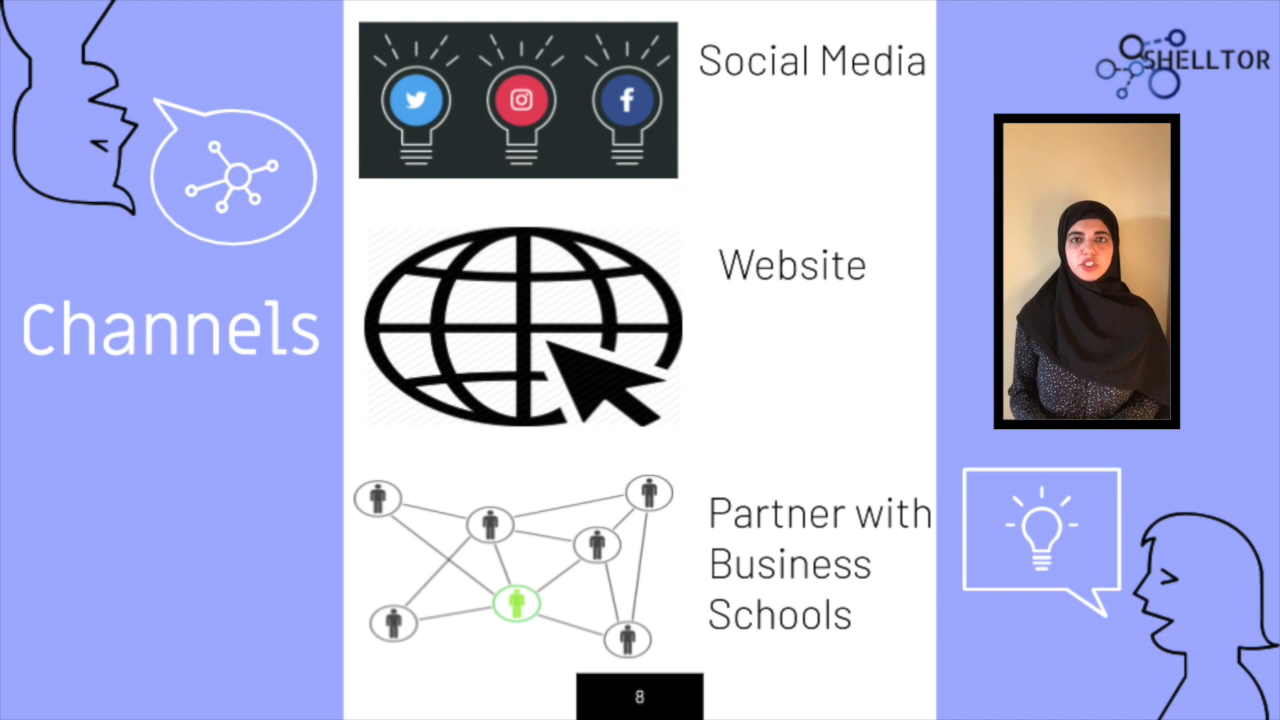 Social Media
SHELLTOR
Channels
Website
Partner with
Business
Schools
8